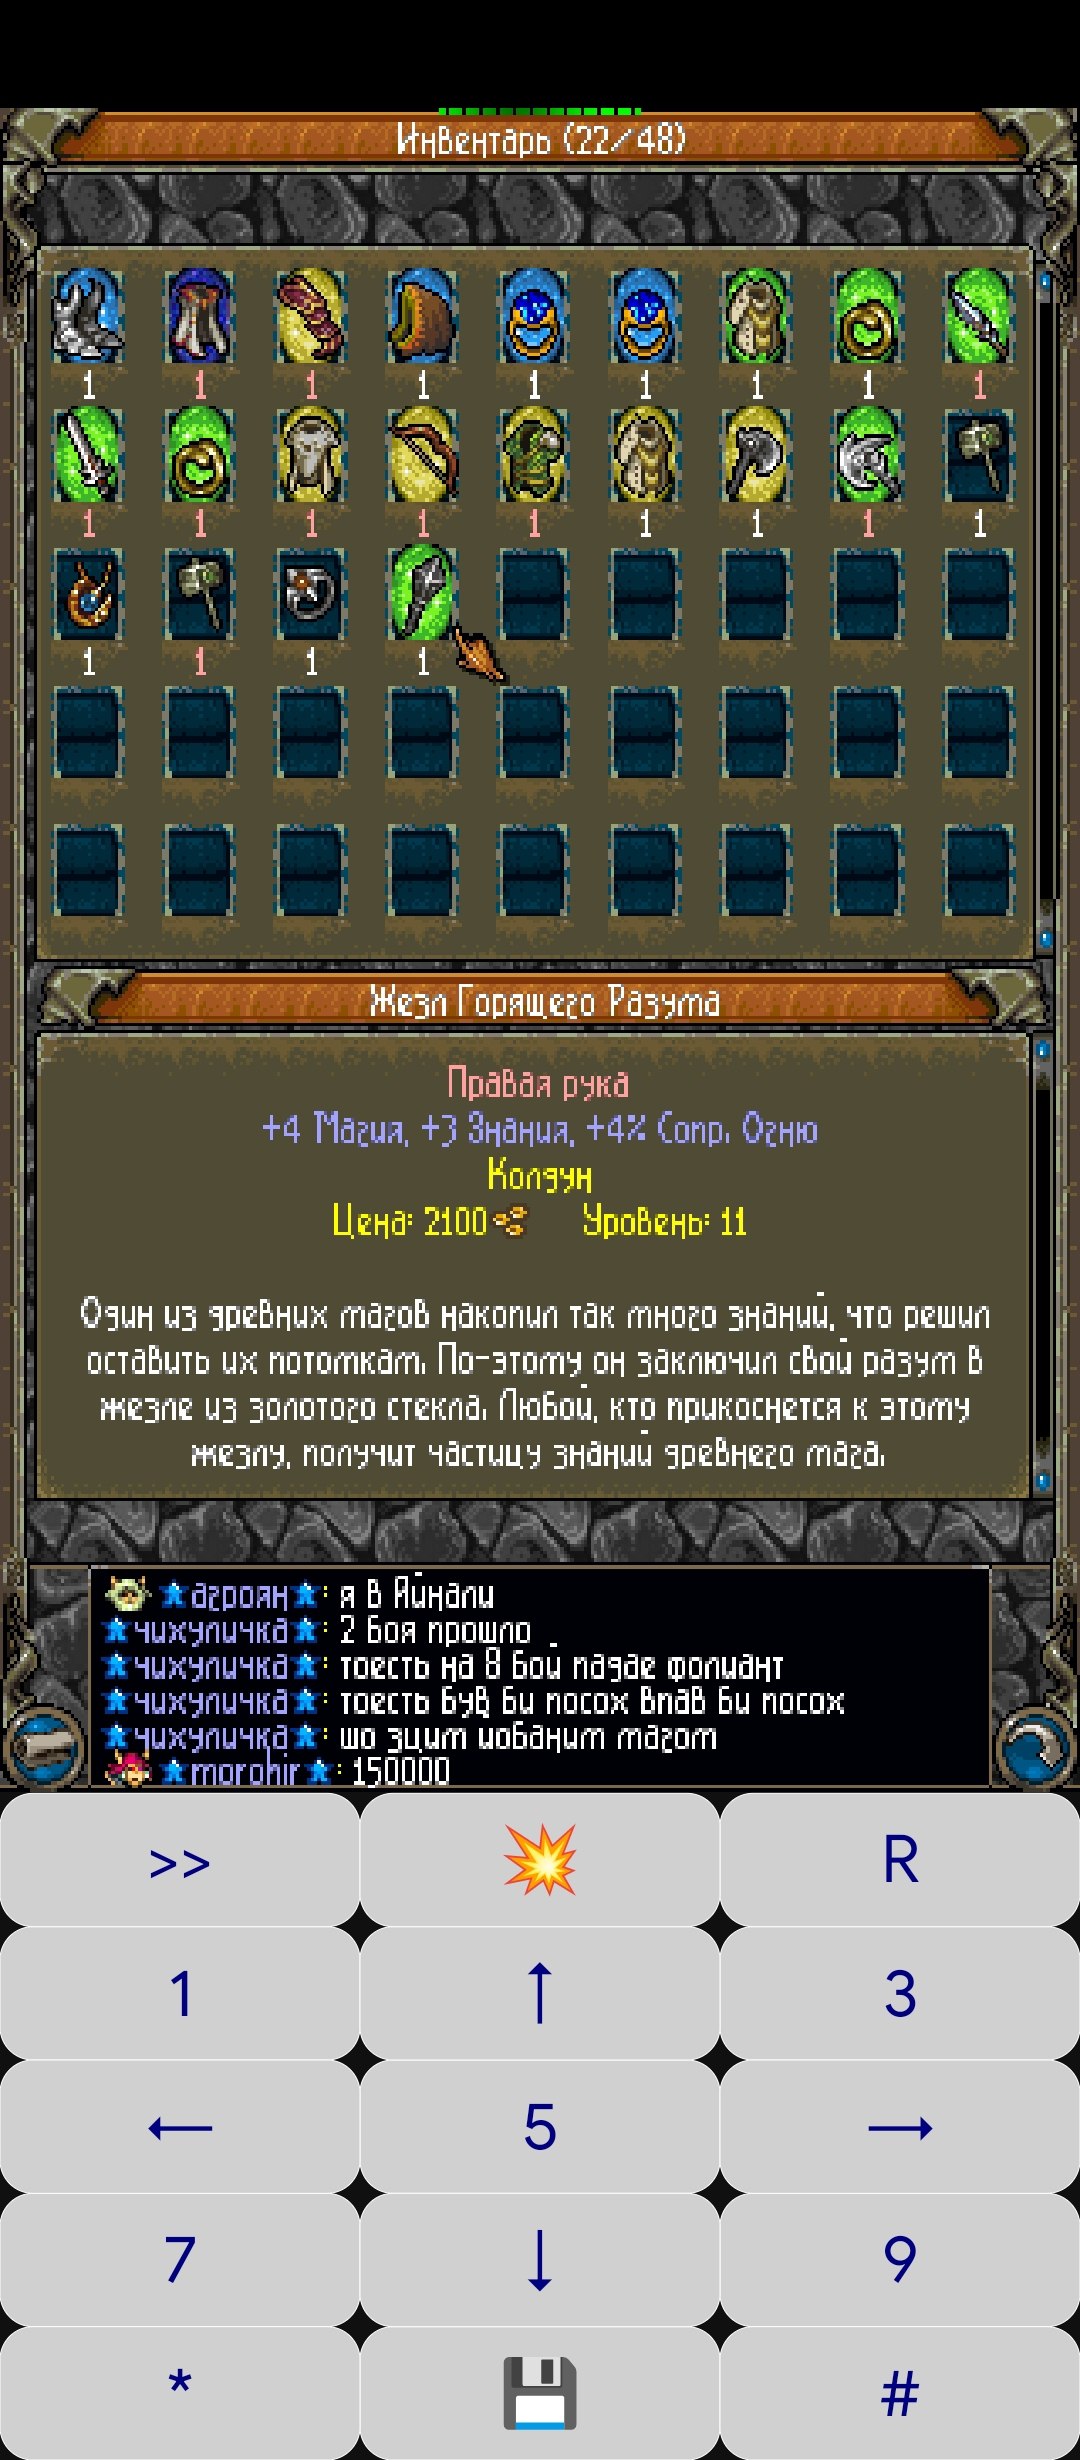 Инвентарь (22/48)
1 1 1 1 1 1 1 1 1
1 1 1 1 1 1 1 1 1
1 1 1 1
Жезл Горящего Разума
Правая рука
+4 Магия, +3 Знания, +4% Сопр. Огню
Колдун
Цена: 2100 Уровень: 11
Один из древних магов накопил так много знаний, что решил
оставить их потомкам. По-этому он заключил свой разум в
жезле из золотого стекла. Любой, кто прикоснется к этому
жезлу, получит частицу знаний древнего мага.
агроян: я в Айнали
чихуличка: 2 боя прошло
чихуличка: тоесть на 8 бой падае фолиант
чихуличка: тоесть був би посох впав би посох
чихуличка: шо зцим йобаним магом
morohir: 150000
>> R
1 ↑ 3
← 5 →
7 ↓ 9
* #